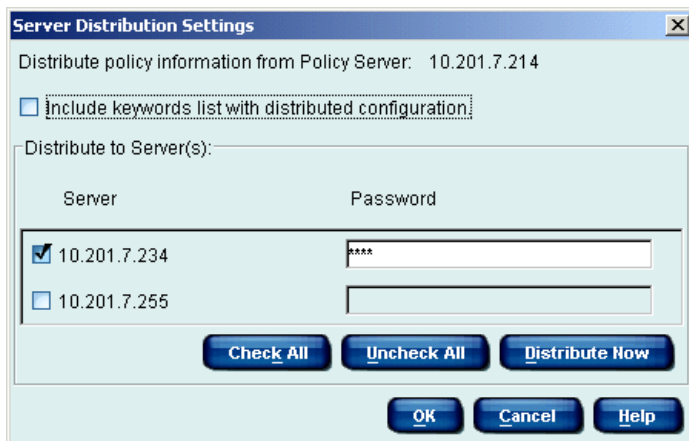 Server Distribution Settings
Distribute policy information from Policy Server: 10.201.7.214
Include keywords list with distributed configuration.
Distribute to Server(s):
Server Password
10.201.7.234 ****
10.201.7.255
Check All Uncheck All Distribute Now
OK Cancel Help